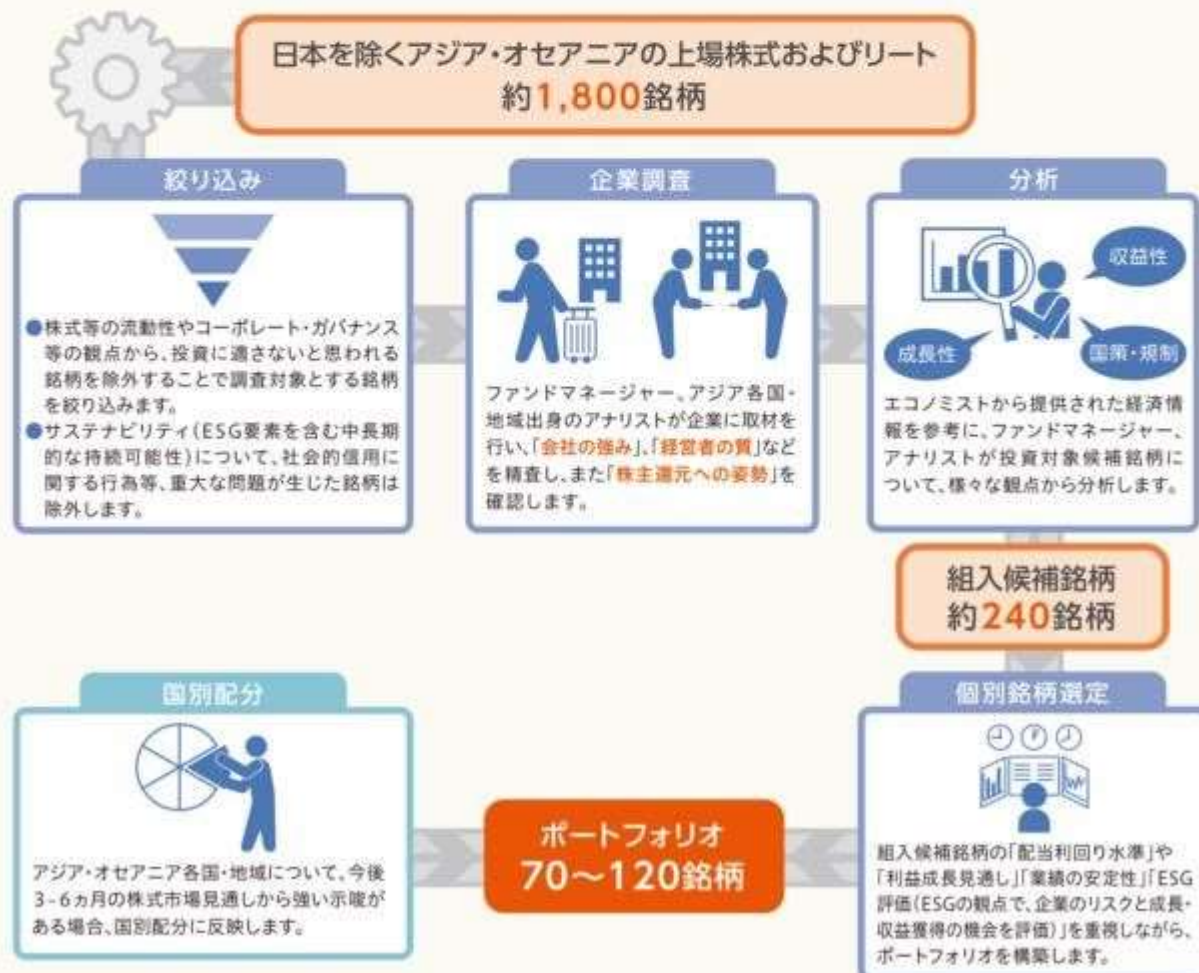 日本を除くアジア・オセアニアの上場株式およびリート
約1,800銘柄
絞り込み
●株式等の流動性やコーポレート・ガバナンス
等の観点から、投資に適さないと思われる
銘柄を除外することで調査対象とする銘柄
を絞り込みます。
●サステナビリティ(ESG要素を含む中長期
的な持続可能性)について、社会的信用に
関する行為等、重大な問題が生じた銘柄は
除外します。
企業調査
ファンドマネージャー、アジア各国・
地域出身のアナリストが企業に取材を
行い、「会社の強み」、「経営者の質」など
を精査し、また「株主還元への姿勢」を
確認します。
分析
収益性
成長性
国策・規制
エコノミストから提供された経済情
報を参考に、ファンドマネージャー、
アナリストが投資対象候補銘柄に
ついて、様々な観点から分析します。
組入候補銘柄
約240銘柄
国別配分
アジア・オセアニア各国・地域について、今後
3-6ヵ月の株式市場見通しから強い示唆が
ある場合、国別配分に反映します。
ポートフォリオ
70～120銘柄
個別銘柄選定
組入候補銘柄の「配当利回り水準」や
「利益成長見通し」「業績の安定性」「ESG
評価(ESGの観点で、企業のリスクと成長・
収益獲得の機会を評価)」を重視しながら、
ポートフォリオを構築します。